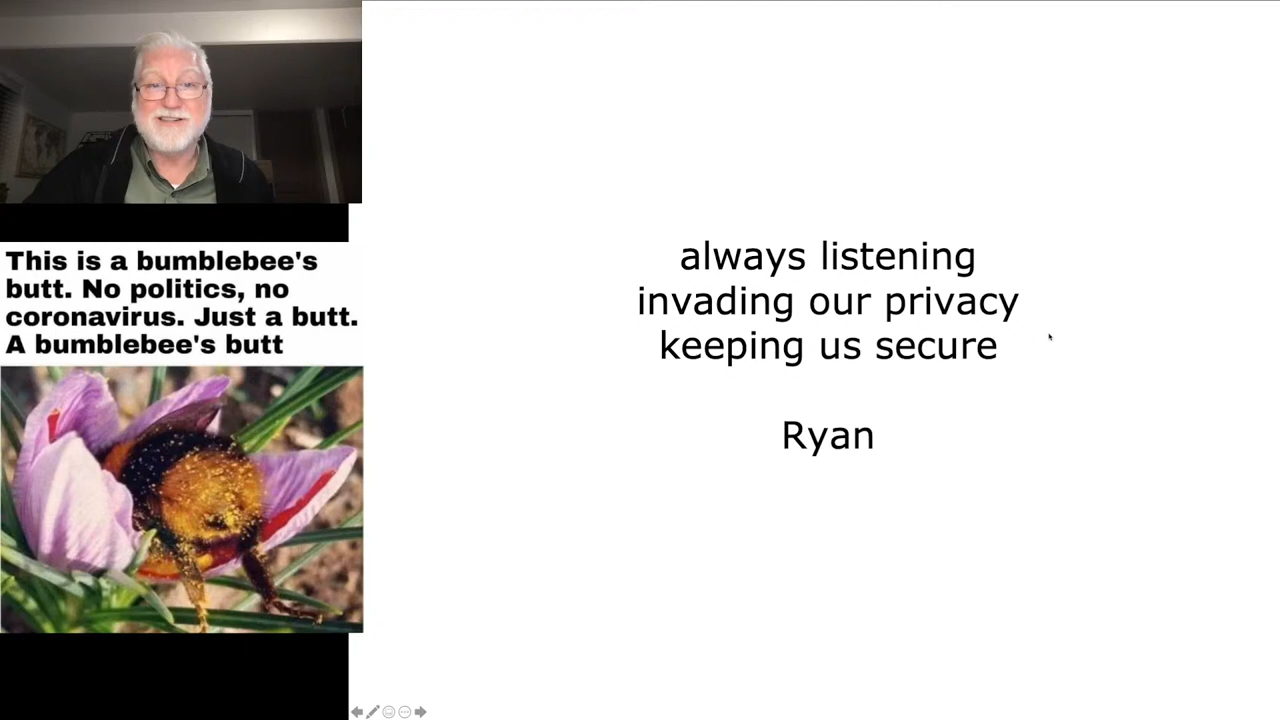 This is a bumblebee's
butt. No politics, no
coronavirus. Just a butt.
A bumblebee's butt
always listening
invading our privacy
keeping us secure
Ryan